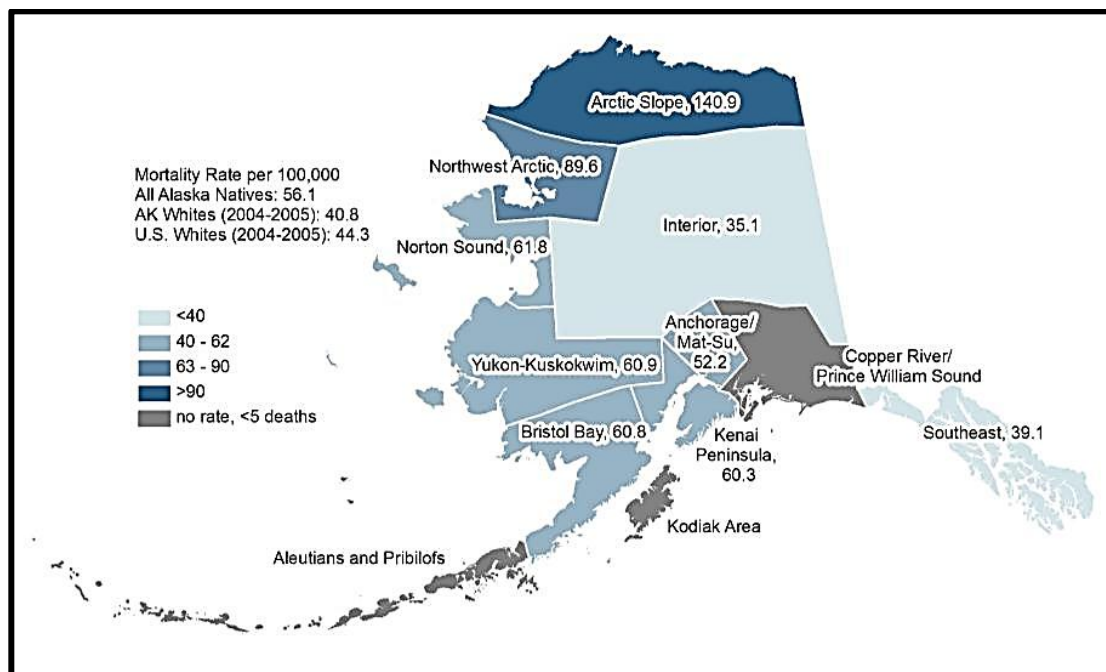 Arctic Slope, 140.9
Northwest Arctic, 89.6
Mortality Rate per 100,000
All Alaska Natives: 56.1
AK Whites (2004-2005): 40.8
U.S. Whites (2004-2005): 44.3
Interior, 35.1
Norton Sound, 61.8
<40
40 - 62
63 - 90
>90
no rate, <5 deaths
Anchorage/
Mat-Su,
52.2
Yukon-Kuskokwim, 60.9
Copper River/
Prince William Sound
Bristol Bay, 60.8
Kenai
Peninsula,
60.3
Southeast, 39.1
Kodiak Area
Aleutians and Pribilofs